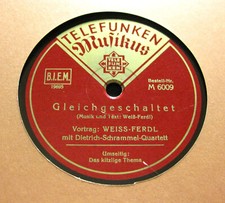 TELEFUNKEN
Musikus
TELEFUNKEN
B.I.E.M.
Bestell-Nr.
M 6009
Gleichgeschaltet
(Musik und Text: Weiß-Ferdl)
Vortrag: WEISS-FERDL
mit Dietrich-Schrammel-Quartett
Umseitig:
Das kitzlige Thema